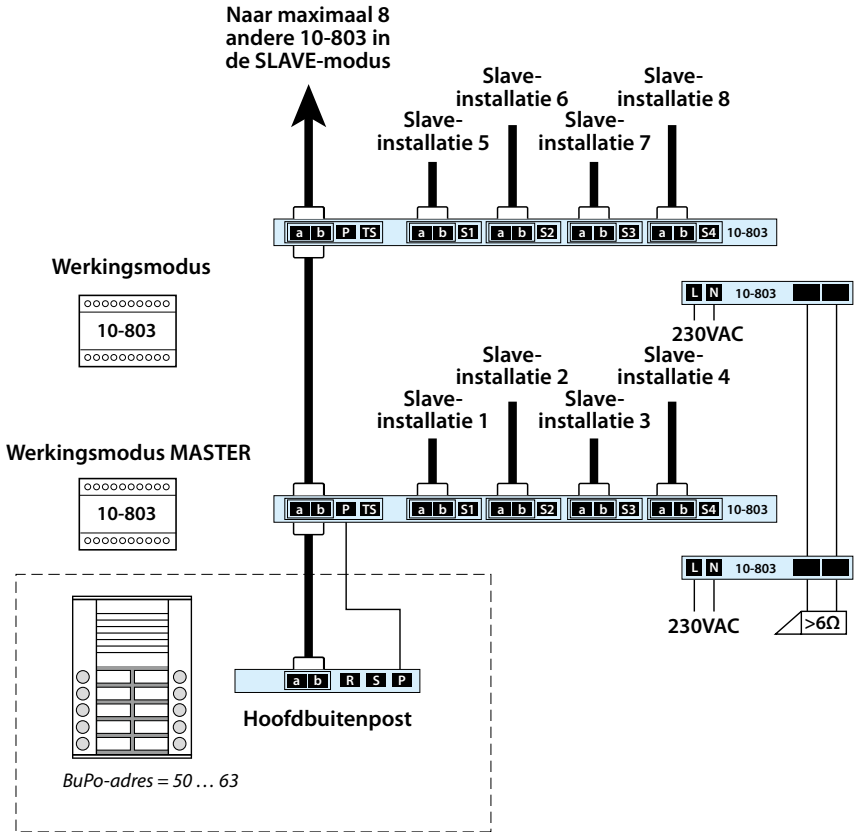 Naar maximaal 8
andere 10-803 in
de SLAVE-modus
Slave-
installatie 5
Slave-
installatie 6
Slave-
installatie 7
Slave-
installatie 8
a b P TS a b S1 a b S2 a b S3 a b S4 10-803
Werkingsmodus
10-803
L N 10-803
230VAC
Slave-
installatie 1
Slave-
installatie 2
Slave-
installatie 3
Slave-
installatie 4
Werkingsmodus MASTER
10-803
a b P TS a b S1 a b S2 a b S3 a b S4 10-803
L N 10-803
230VAC
>6Ω
a b R S P
Hoofdbuitenpost
BuPo-adres = 50 … 63